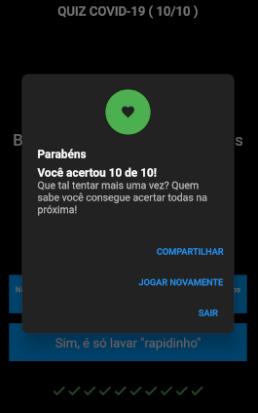 QUIZ COVID-19 ( 10/10 )
Parabéns
Você acertou 10 de 10!
Que tal tentar mais uma vez? Quem
sabe você consegue acertar todas na
próxima!
COMPARTILHAR
JOGAR NOVAMENTE
SAIR
Sim, é só lavar "rapidinho"